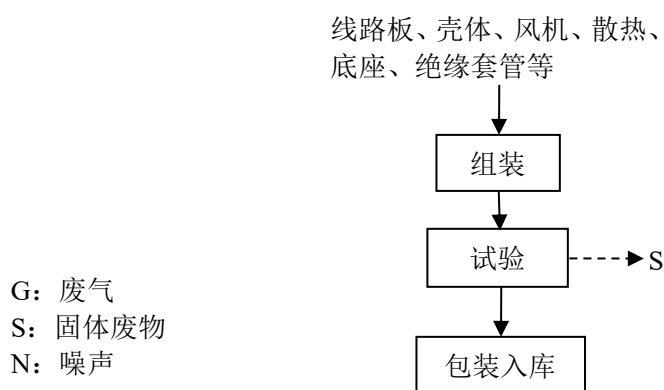 线路板、壳体、风机、散热、
底座、绝缘套管等
组装
试验
S
G：废气
S：固体废物
N：噪声
包装入库